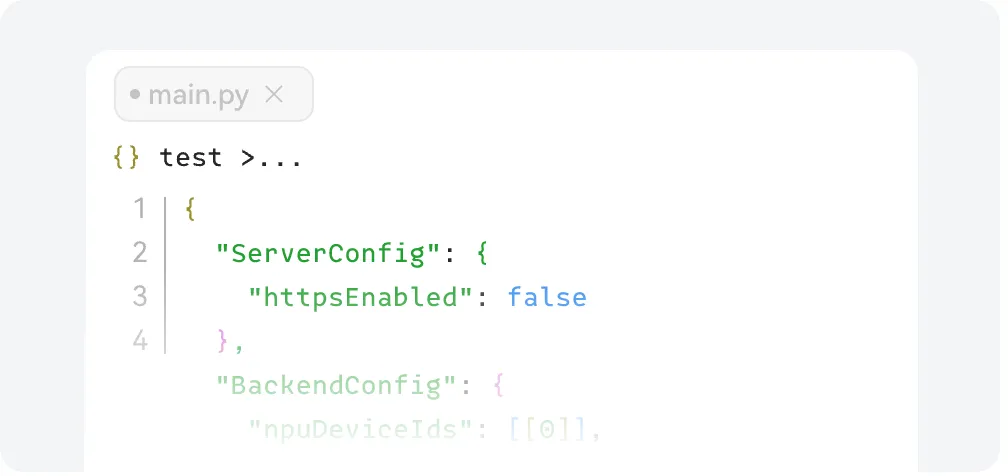 • main.py ×
{} test >...
1 {
2 "ServerConfig": {
3 "httpsEnabled": false
4 },
"BackendConfig": {
"npuDeviceIds": [[0]],